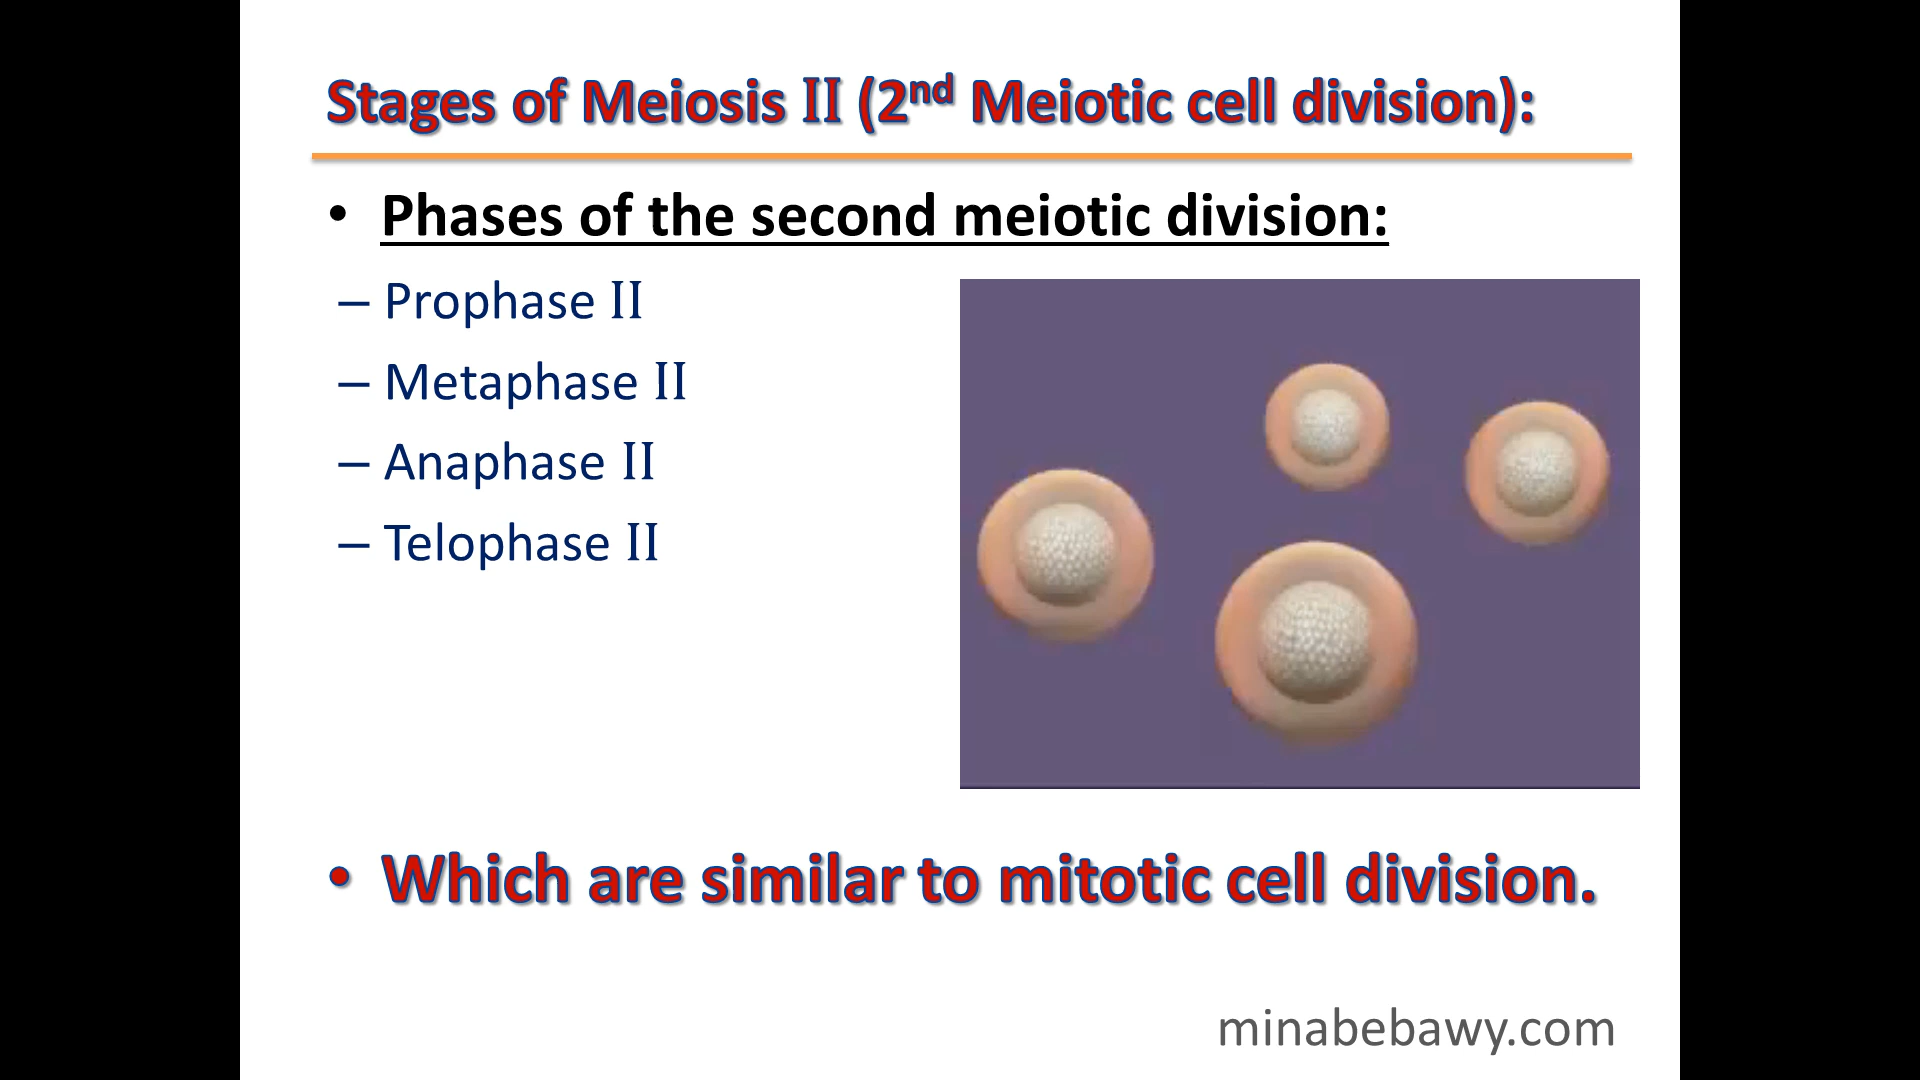 Stages of Meiosis II (2nd Meiotic cell division):
• Phases of the second meiotic division:
– Prophase II
– Metaphase II
– Anaphase II
– Telophase II
• Which are similar to mitotic cell division.
minabebawy.com